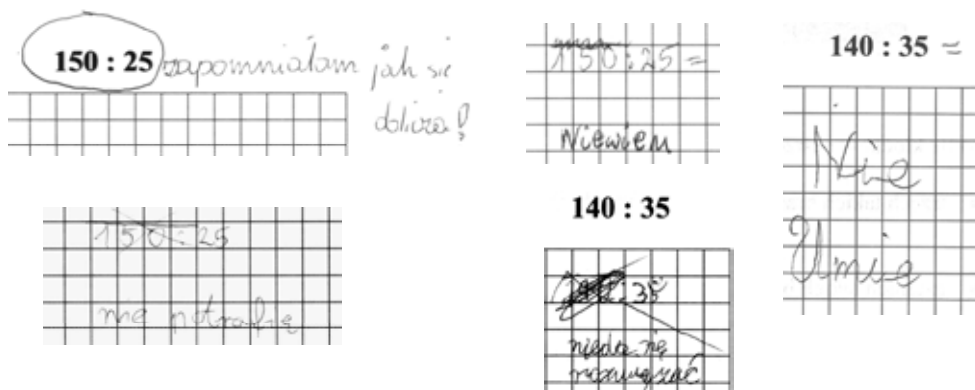 150 : 25 zapomniałam jak się
dolicza!
150:25 =
Niewiem
140 : 35 =
Nie
Umie
150:25
nie potrafię
140 : 35
:35
nieda się
rozwiązać